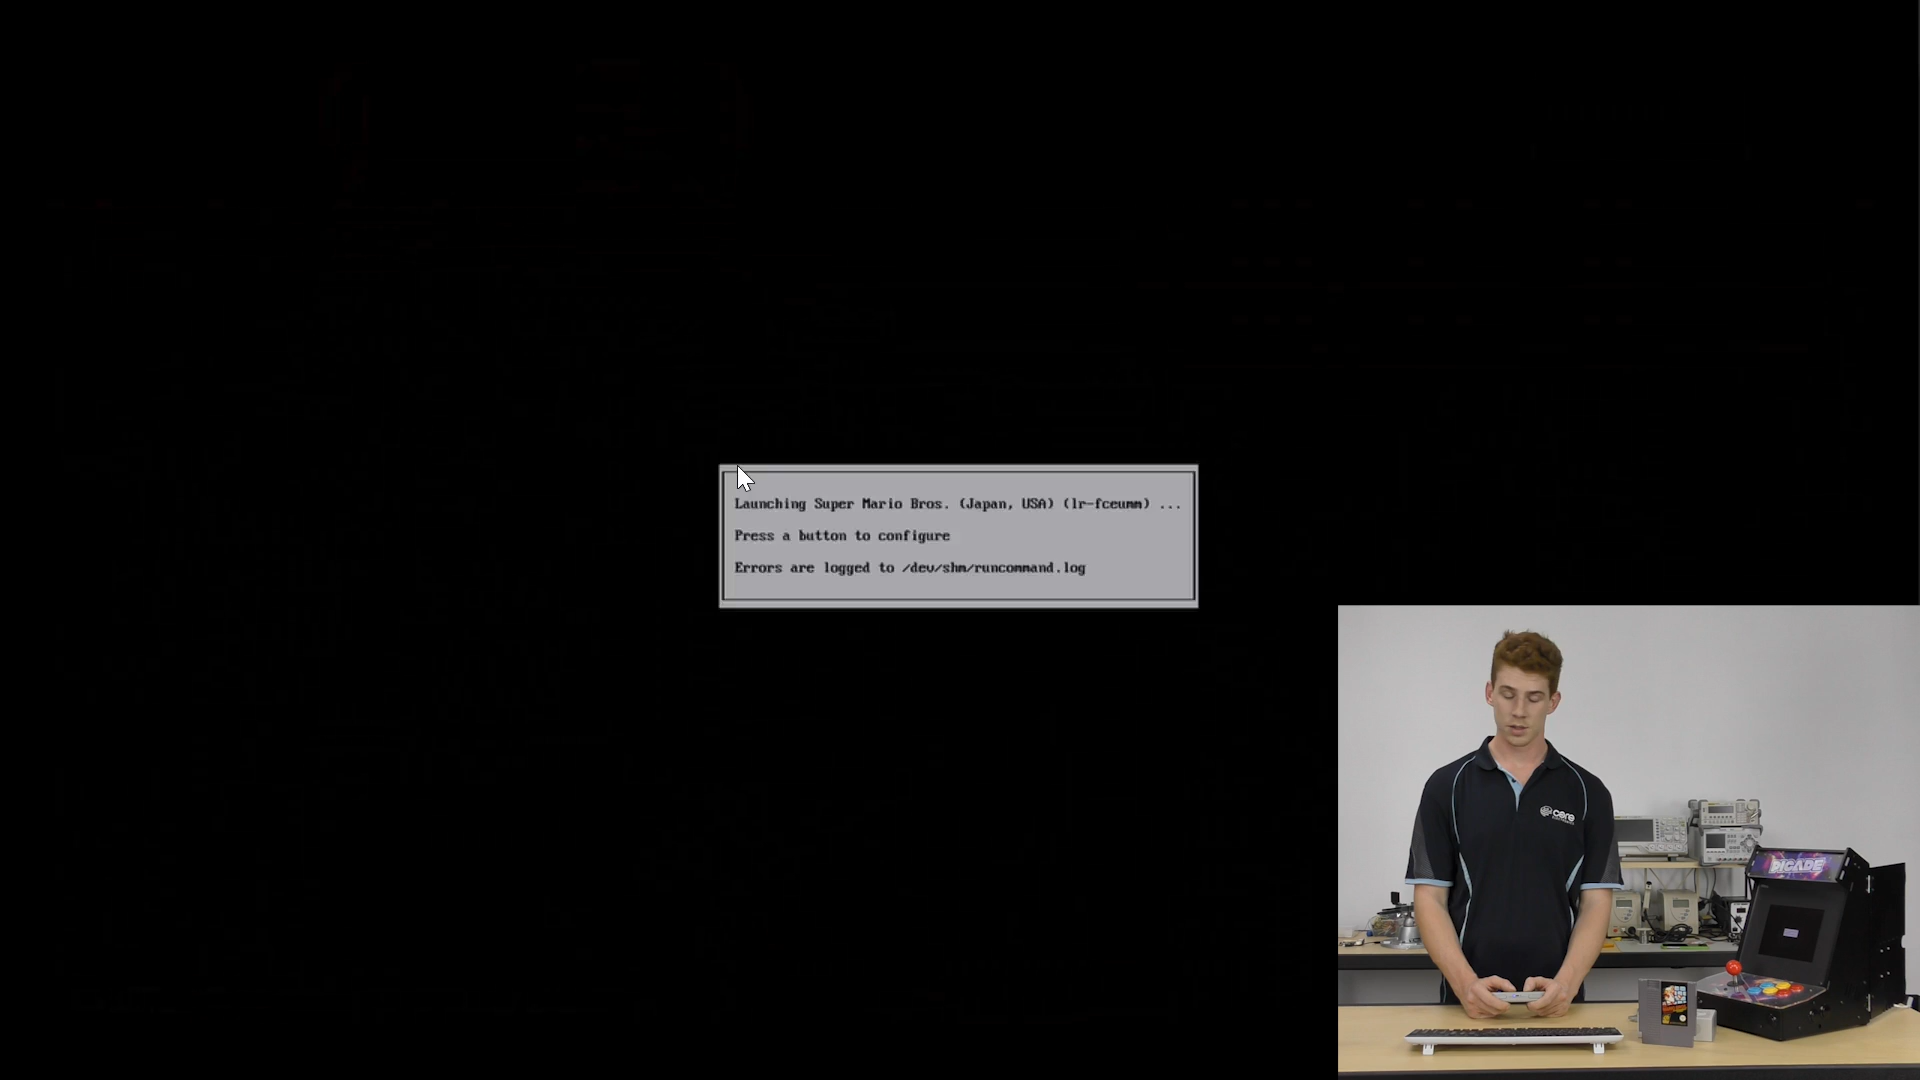 Launching Super Mario Bros. (Japan, USA) (lr-fceumm) ...
Press a button to configure
Errors are logged to /dev/shm/runcommand.log
core
PICADE